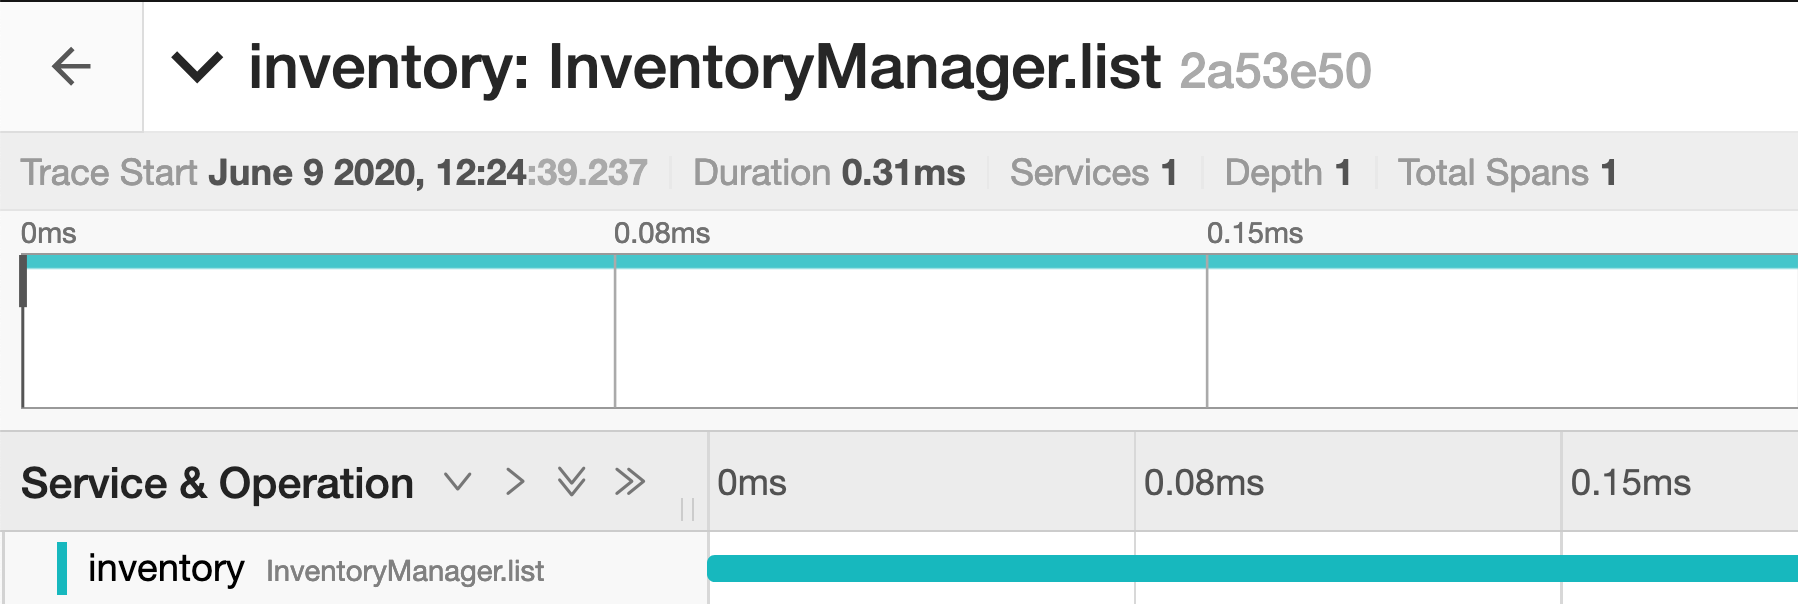 inventory: InventoryManager.list 2a53e50
Trace Start June 9 2020, 12:24:39.237 Duration 0.31ms Services 1 Depth 1 Total Spans 1
0ms 0.08ms 0.15ms
Service & Operation 0ms 0.08ms 0.15ms
inventory InventoryManager.list